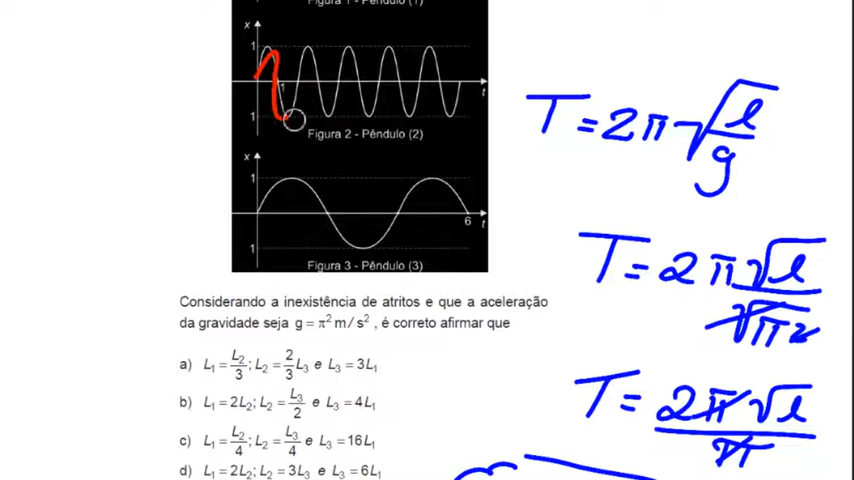 Figura 1 - Pêndulo (1)
x
1
1
t
1
Figura 2 - Pêndulo (2)
x
1
6
t
1
Figura 3 - Pêndulo (3)
Considerando a inexistência de atritos e que a aceleração
da gravidade seja g = π² m/s², é correto afirmar que
a) L₁ = L₂/3; L₂ = 2/3 L₃ e L₃ = 3L₁
b) L₁ = 2L₂; L₂ = L₃/2 e L₃ = 4L₁
c) L₁ = L₂/4; L₂ = L₃/4 e L₃ = 16L₁
d) L₁ = 2L₂; L₂ = 3L₃ e L₃ = 6L₁
T = 2π√(l/g)
T = 2π√l/√π²
T = 2π√l/π